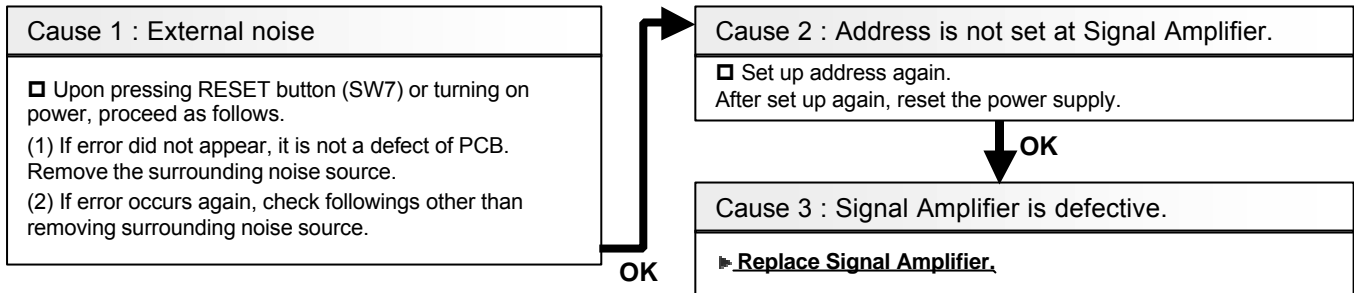 Cause 1 : External noise
☐ Upon pressing RESET button (SW7) or turning on
power, proceed as follows.
(1) If error did not appear, it is not a defect of PCB.
Remove the surrounding noise source.
(2) If error occurs again, check followings other than
removing surrounding noise source.
OK
Cause 2 : Address is not set at Signal Amplifier.
☐ Set up address again.
After set up again, reset the power supply.
OK
Cause 3 : Signal Amplifier is defective.
Replace Signal Amplifier.